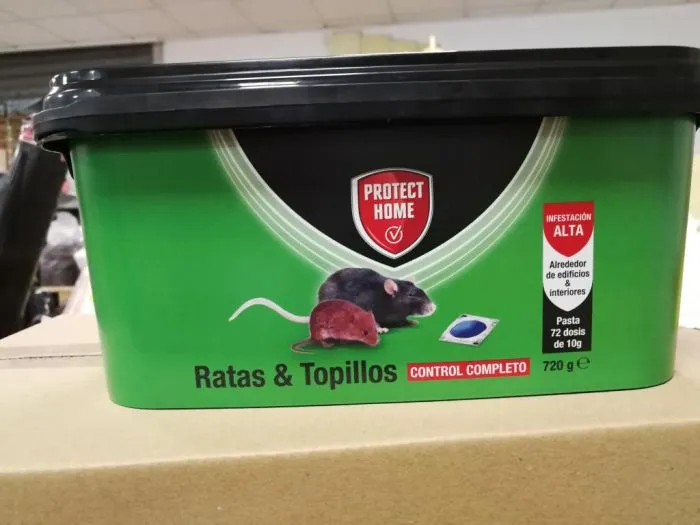 PROTECT
HOME
INFESTACIÓN
ALTA
Alrededor
de edificios
&
interiores
Pasta
72 dosis
de 10g
Ratas & Topillos
CONTROL COMPLETO
720 g ℮